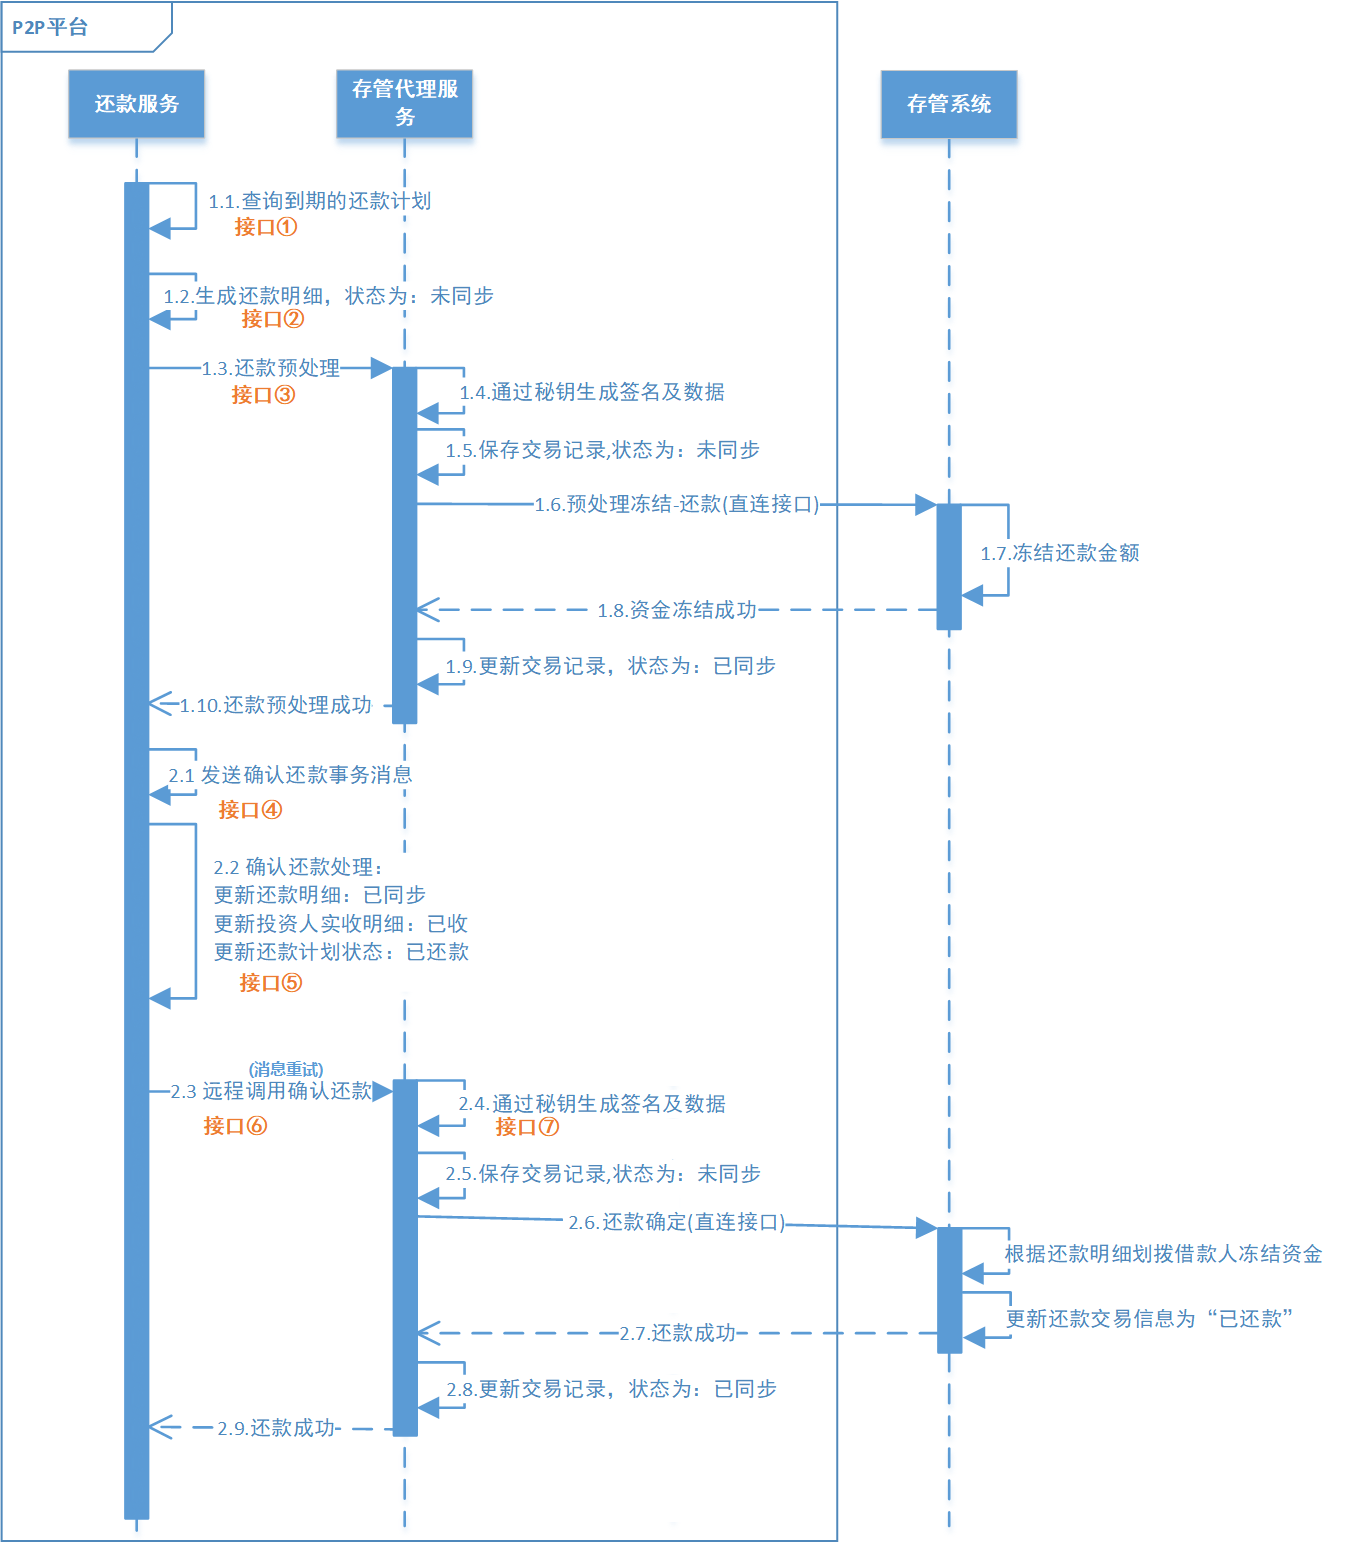 P2P平台
还款服务
存管代理服
务
存管系统
1.1.查询到期的还款计划
接口①
1.2.生成还款明细，状态为：未同步
接口②
1.3.还款预处理
接口③
1.4.通过秘钥生成签名及数据
1.5.保存交易记录,状态为：未同步
1.6.预处理冻结-还款(直连接口)
1.7.冻结还款金额
1.8.资金冻结成功
1.9.更新交易记录，状态为：已同步
1.10.还款预处理成功
2.1 发送确认还款事务消息
接口④
2.2 确认还款处理：
更新还款明细：已同步
更新投资人实收明细：已收
更新还款计划状态：已还款
接口⑤
(消息重试)
2.3 远程调用确认还款
接口⑥
2.4.通过秘钥生成签名及数据
接口⑦
2.5.保存交易记录,状态为：未同步
2.6.还款确定(直连接口)
根据还款明细划拨借款人冻结资金
更新还款交易信息为“已还款”
2.7.还款成功
2.8.更新交易记录，状态为：已同步
2.9.还款成功